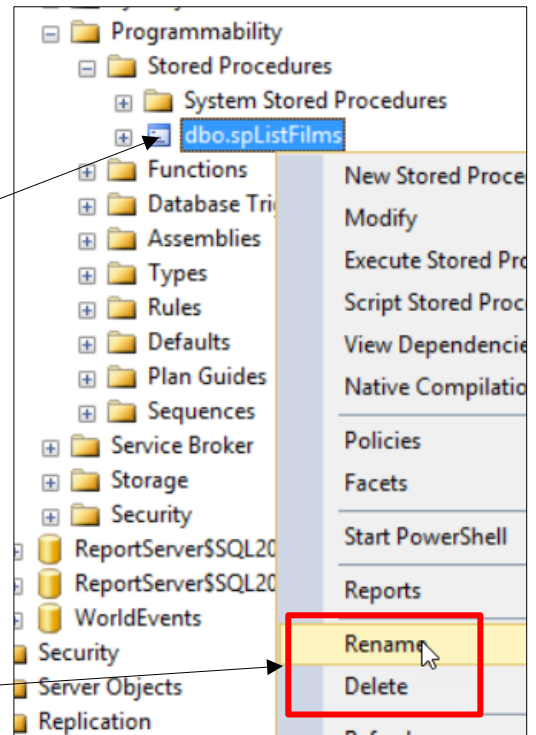 Programmability
Stored Procedures
System Stored Procedures
dbo.spListFilms
Functions
Database Tri
Assemblies
Types
Rules
Defaults
Plan Guides
Sequences
Service Broker
Storage
Security
ReportServer$SQL20
ReportServer$SQL20
WorldEvents
Security
Server Objects
Replication
New Stored Proce
Modify
Execute Stored Pro
Script Stored Proc
View Dependencie
Native Compilatio
Policies
Facets
Start PowerShell
Reports
Rename
Delete